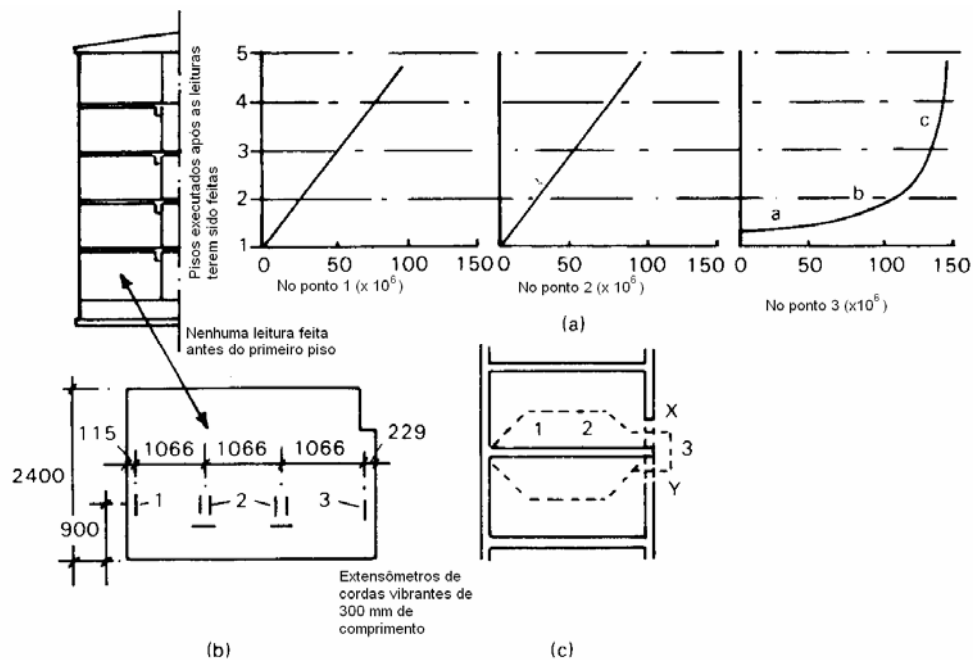 Pisos executados após as leituras
terem sido feitas
5
4
3
2
1
0 50 100 150
No ponto 1 (x 10⁶)
0 50 100 150
No ponto 2 (x 10⁶)
a
b
c
0 50 100 150
No ponto 3 (x10⁶)
(a)
Nenhuma leitura feita
antes do primeiro piso
115 1066 1066 1066 229
2400
900
1 2 3
Extensômetros de
cordas vibrantes de
300 mm de
comprimento
(b)
X
1 2
3
Y
(c)